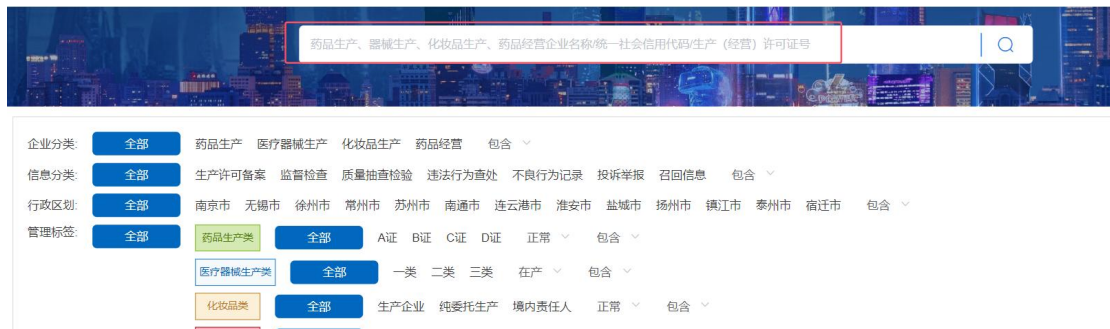 药品生产、器械生产、化妆品生产、药品经营企业名称/统一社会信用代码/生产（经营）许可证号
企业分类: 全部 药品生产 医疗器械生产 化妆品生产 药品经营 包含
信息分类: 全部 生产许可备案 监督检查 质量抽查检验 违法行为查处 不良行为记录 投诉举报 召回信息 包含
行政区划: 全部 南京市 无锡市 徐州市 常州市 苏州市 南通市 连云港市 淮安市 盐城市 扬州市 镇江市 泰州市 宿迁市 包含
管理标签: 全部 药品生产类 全部 A证 B证 C证 D证 正常 包含
医疗器械生产类 全部 一类 二类 三类 在产 包含
化妆品类 全部 生产企业 纯委托生产 境内责任人 正常 包含